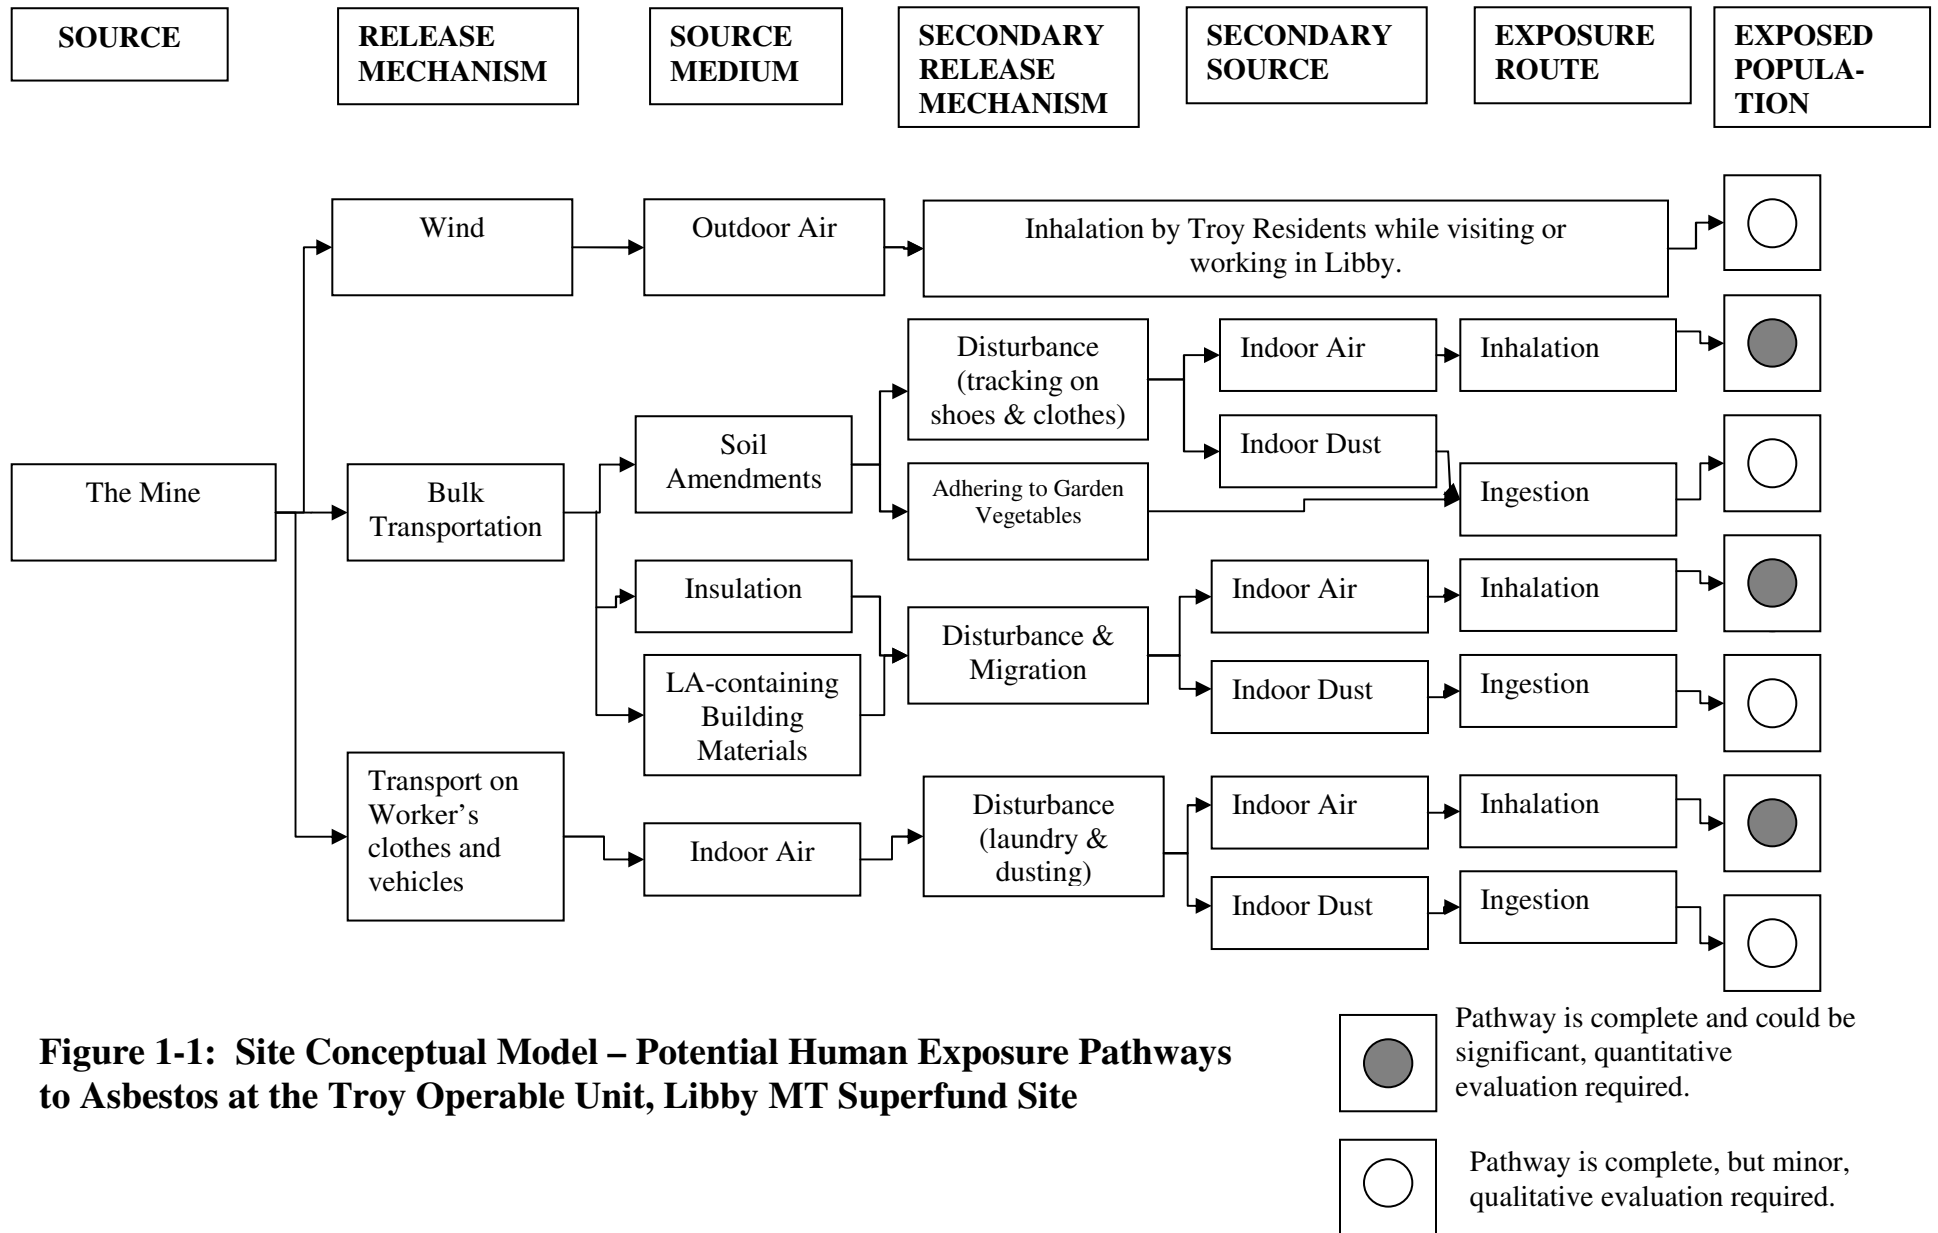 SOURCE
RELEASE
MECHANISM
SOURCE
MEDIUM
SECONDARY
RELEASE
MECHANISM
SECONDARY
SOURCE
EXPOSURE
ROUTE
EXPOSED
POPULA-
TION
Wind
Outdoor Air
Inhalation by Troy Residents while visiting or
working in Libby.
Disturbance
(tracking on
shoes & clothes)
Indoor Air
Inhalation
Indoor Dust
The Mine
Bulk
Transportation
Soil
Amendments
Adhering to Garden
Vegetables
Ingestion
Insulation
Disturbance &
Migration
Indoor Air
Inhalation
LA-containing
Building
Materials
Indoor Dust
Ingestion
Transport on
Worker’s
clothes and
vehicles
Indoor Air
Disturbance
(laundry &
dusting)
Indoor Air
Inhalation
Indoor Dust
Ingestion
Figure 1-1:  Site Conceptual Model – Potential Human Exposure Pathways
to Asbestos at the Troy Operable Unit, Libby MT Superfund Site
Pathway is complete and could be
significant, quantitative
evaluation required.
Pathway is complete, but minor,
qualitative evaluation required.